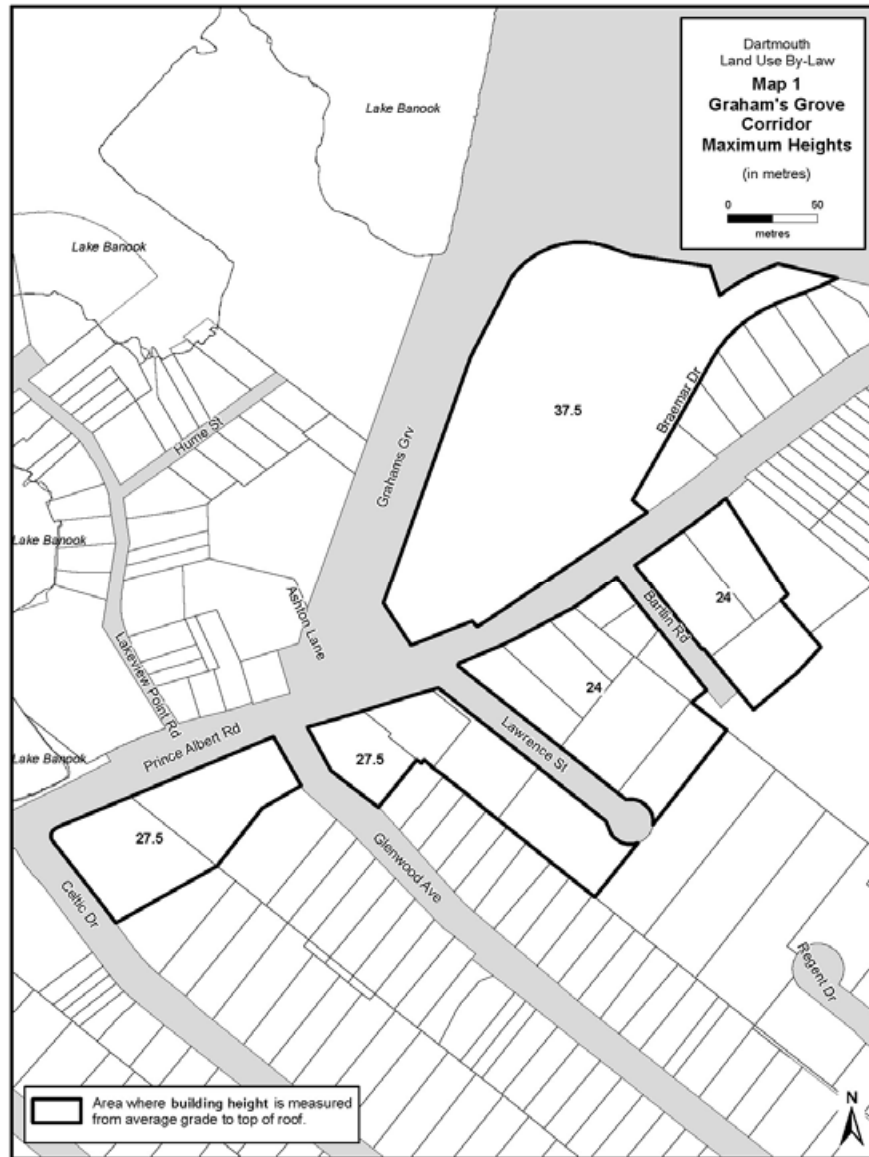 Dartmouth
Land Use By-Law
Map 1
Graham's Grove
Corridor
Maximum Heights
(in metres)
0 50
metres
Lake Banook
Lake Banook
Hume St
Grahams Grv
37.5
Braemar Dr
Lake Banook
Ashton Lane
Bartlin Rd
24
Lakeview Point Rd
24
Lawrence St
Prince Albert Rd
Lake Banook
27.5
27.5
Glenwood Ave
Celtic Dr
Regent Dr
Area where building height is measured
from average grade to top of roof.
N